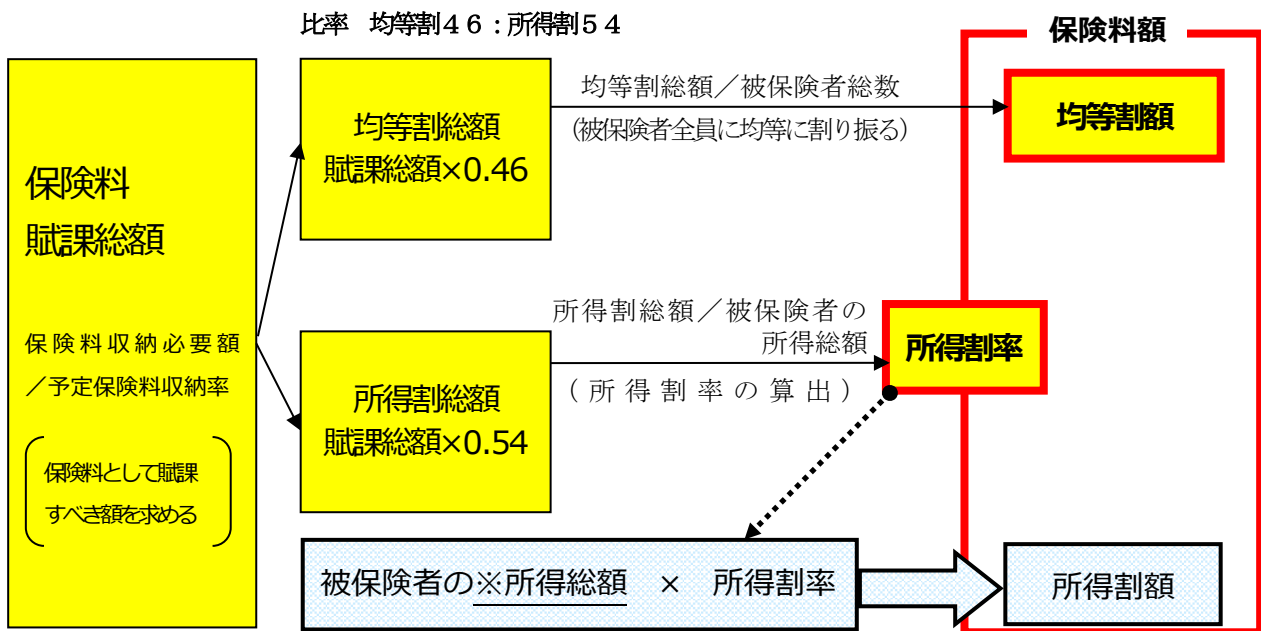 比率　均等割４６：所得割５４
保険料額
保険料
賦課総額
保険料収納必要額
／予定保険料収納率
保険料として賦課
すべき額を求める
均等割総額
賦課総額×0.46
均等割総額／被保険者総数
（被保険者全員に均等に割り振る）
均等割額
所得割総額
賦課総額×0.54
所得割総額／被保険者の
所得総額
（所得割率の算出）
所得割率
被保険者の※所得総額　×　所得割率
所得割額